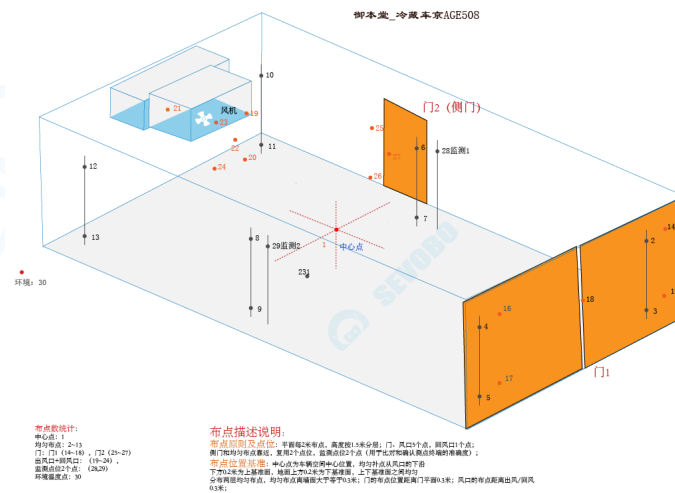 御本堂_冷藏车京AGE508
10
风机
21
19
23
门2（侧门）
25
22
11
6
28监测1
27
20
12
24
26
7
14
13
8
29监测2
1
中心点
2
231
环境：30
SENOBO
9
16
18
3
4
17
门1
5
布点数统计：
中心点：1
均匀布点：2~13
门：门1（14~18），门2（25~27）
出风口+回风口：（19~24），
监测点位2个点：（28,29）
环境温度点：30
布点描述说明：
布点原则及点位：平面每2米布点，高度按1.5米分层；门、风口5个点，回风口1个点；
侧门和均匀布点靠近，复用2个点位，监测点位2个点（用于比对和确认测点终端的准确度）；
布点位置基准：中心点为车辆空间中心位置，均匀补点从风口的下沿
下方0.2米为上基准面，地面上方0.2米为下基准面，上下基准面之间均匀
分布两层均匀布点，均匀布点离墙面大于等于0.3米；门的布点位置距离门平面0.3米；风口的布点距离出风/回风
0.3米；